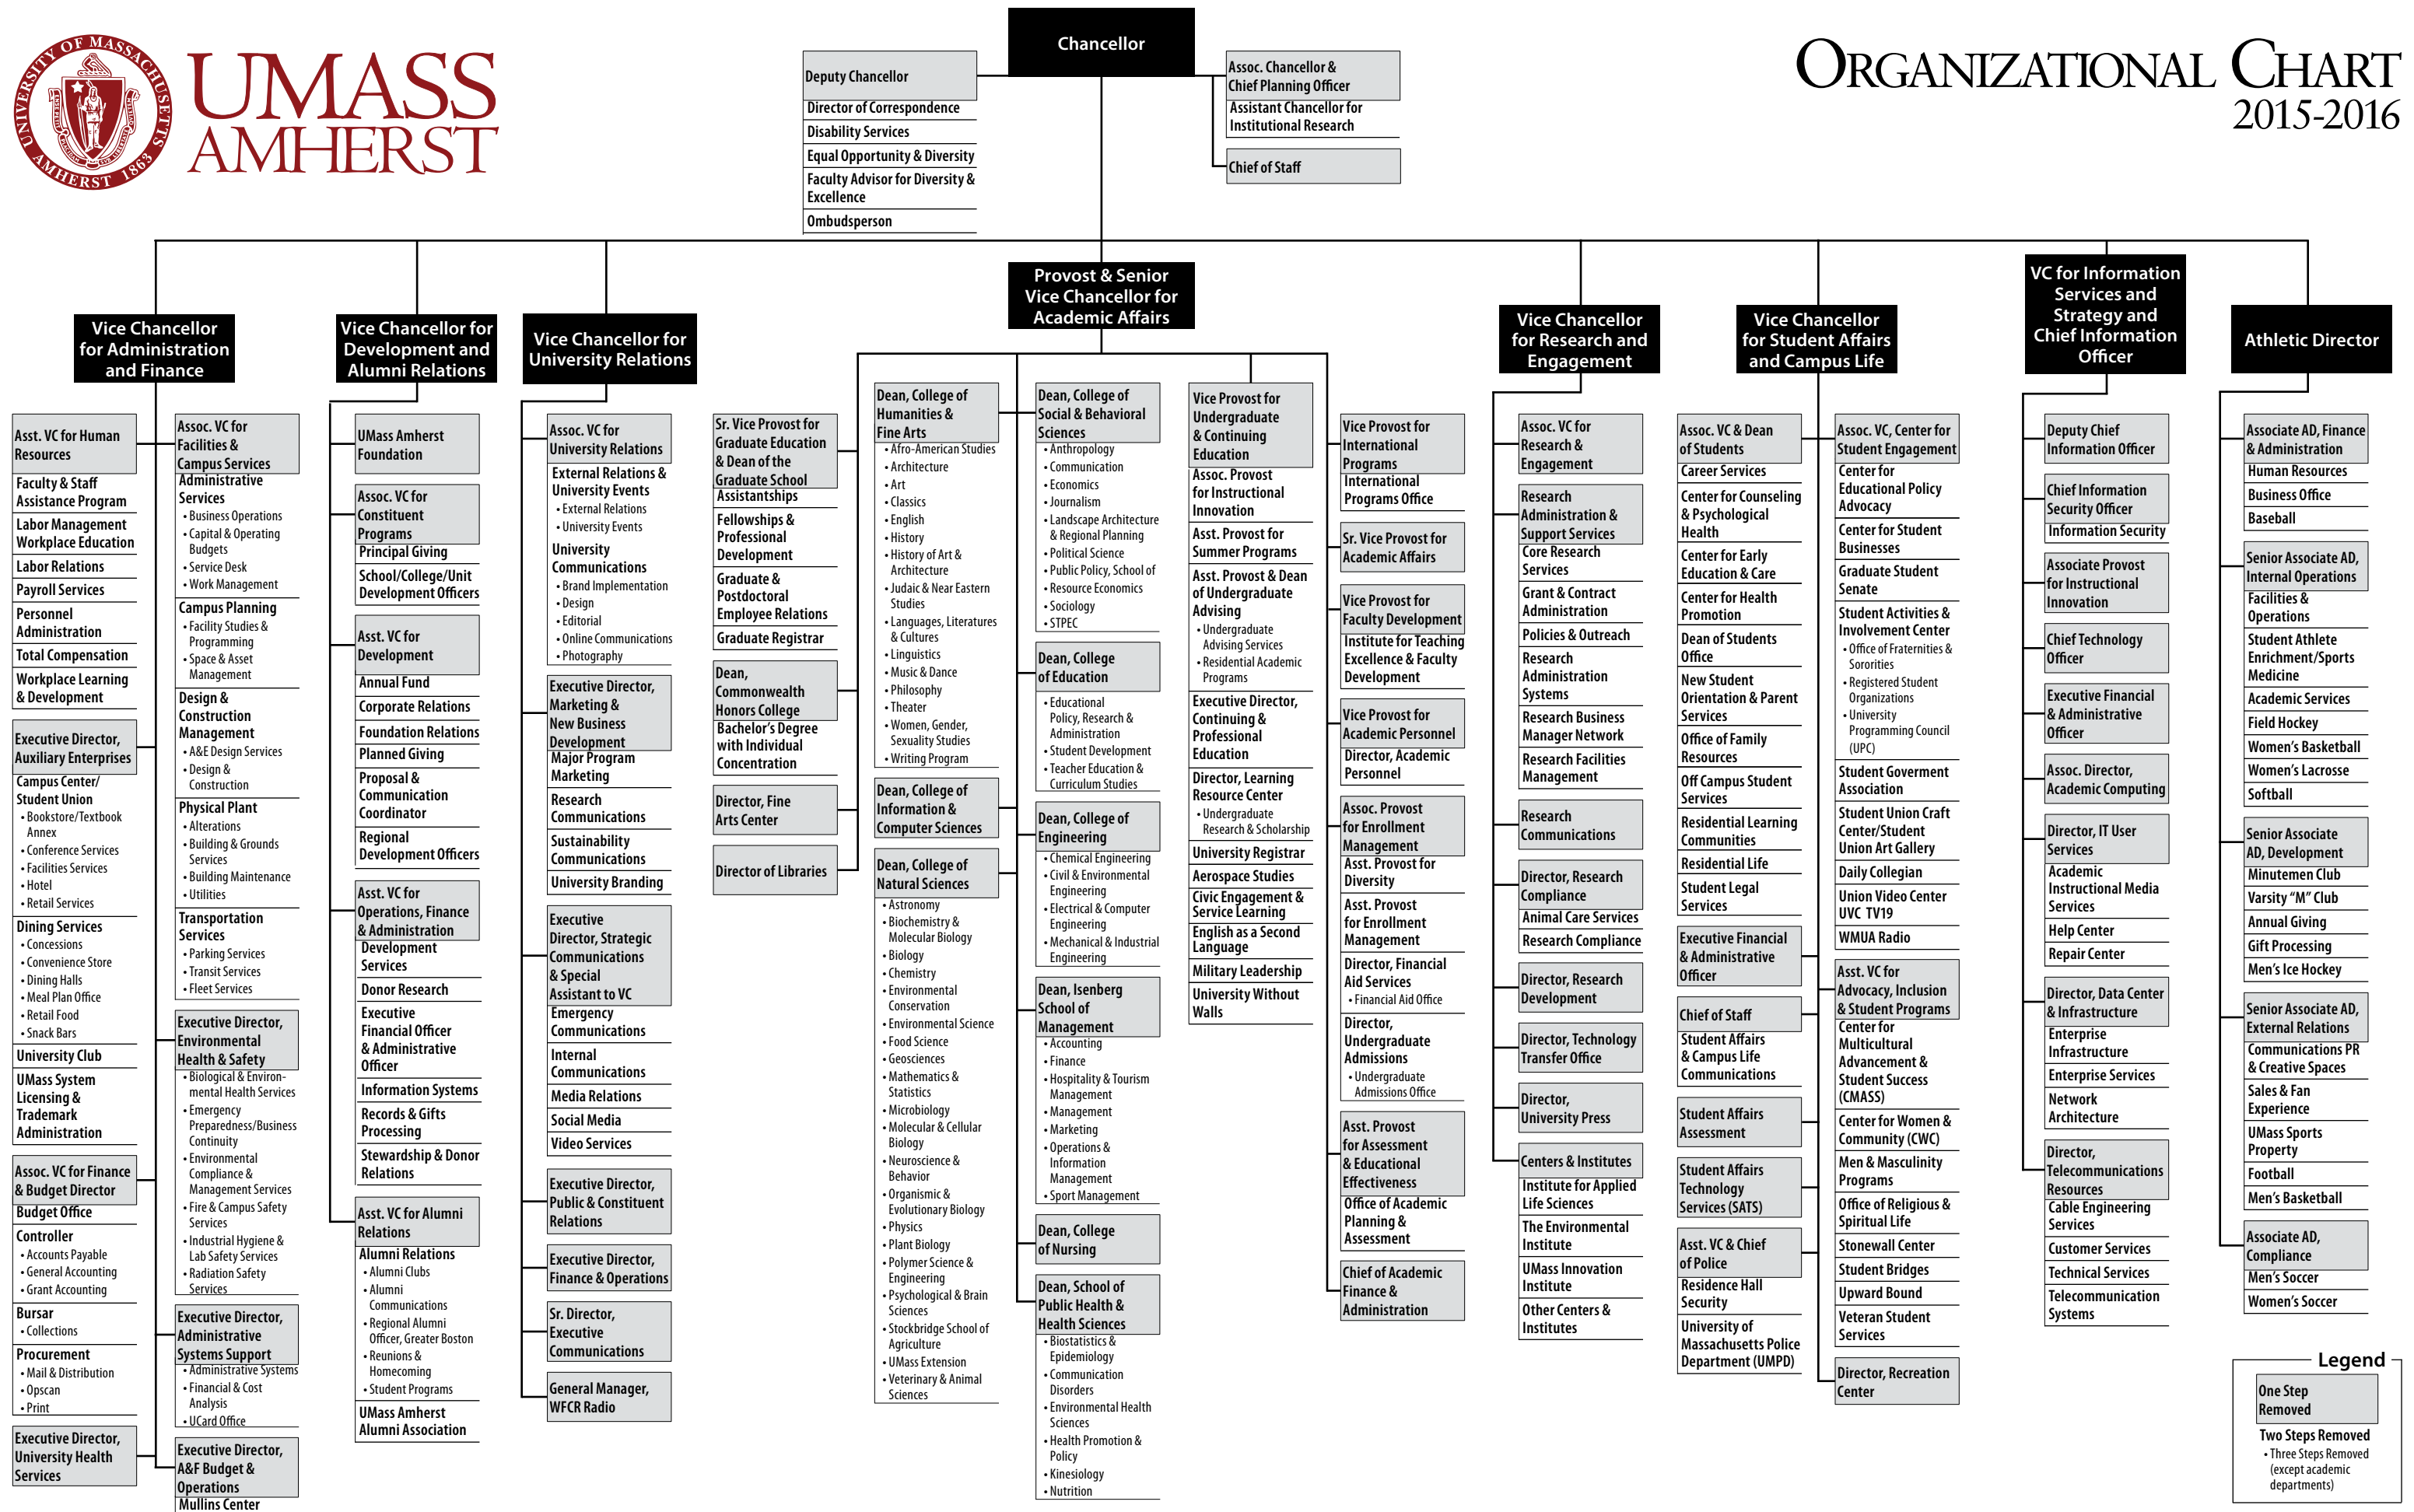 UNIVERSITY OF MASSACHUSETTS
AMHERST 1863
UMASS
AMHERST
ORGANIZATIONAL CHART
2015-2016
Chancellor
Deputy Chancellor
Director of Correspondence
Disability Services
Equal Opportunity & Diversity
Faculty Advisor for Diversity &
Excellence
Ombudsperson
Assoc. Chancellor &
Chief Planning Officer
Assistant Chancellor for
Institutional Research
Chief of Staff
Vice Chancellor
for Administration
and Finance
Asst. VC for Human
Resources
Faculty & Staff
Assistance Program
Labor Management
Workplace Education
Labor Relations
Payroll Services
Personnel
Administration
Total Compensation
Workplace Learning
& Development
Executive Director,
Auxiliary Enterprises
Campus Center/
Student Union
• Bookstore/Textbook
Annex
• Conference Services
• Facilities Services
• Hotel
• Retail Services
Dining Services
• Concessions
• Convenience Store
• Dining Halls
• Meal Plan Office
• Retail Food
• Snack Bars
University Club
UMass System
Licensing &
Trademark
Administration
Assoc. VC for Finance
& Budget Director
Budget Office
Controller
• Accounts Payable
• General Accounting
• Grant Accounting
Bursar
• Collections
Procurement
• Mail & Distribution
• Opscan
• Print
Executive Director,
University Health
Services
Assoc. VC for
Facilities &
Campus Services
Administrative
Services
• Business Operations
• Capital & Operating
Budgets
• Service Desk
• Work Management
Campus Planning
• Facility Studies &
Programming
• Space & Asset
Management
Design &
Construction
Management
• A&E Design Services
• Design &
Construction
Physical Plant
• Alterations
• Building & Grounds
Services
• Building Maintenance
• Utilities
Transportation
Services
• Parking Services
• Transit Services
• Fleet Services
Executive Director,
Environmental
Health & Safety
• Biological & Environ-
mental Health Services
• Emergency
Preparedness/Business
Continuity
• Environmental
Compliance &
Management Services
• Fire & Campus Safety
Services
• Industrial Hygiene &
Lab Safety Services
• Radiation Safety
Services
Executive Director,
Administrative
Systems Support
• Administrative Systems
• Financial & Cost
Analysis
• UCard Office
Executive Director,
A&F Budget &
Operations
Mullins Center
Vice Chancellor for
Development and
Alumni Relations
UMass Amherst
Foundation
Assoc. VC for
Constituent
Programs
Principal Giving
School/College/Unit
Development Officers
Asst. VC for
Development
Annual Fund
Corporate Relations
Foundation Relations
Planned Giving
Proposal &
Communication
Coordinator
Regional
Development Officers
Asst. VC for
Operations, Finance
& Administration
Development
Services
Donor Research
Executive
Financial Officer
& Administrative
Officer
Information Systems
Records & Gifts
Processing
Stewardship & Donor
Relations
Asst. VC for Alumni
Relations
Alumni Relations
• Alumni Clubs
• Alumni
Communications
• Regional Alumni
Officer, Greater Boston
• Reunions &
Homecoming
• Student Programs
UMass Amherst
Alumni Association
Vice Chancellor for
University Relations
Assoc. VC for
University Relations
External Relations &
University Events
• External Relations
• University Events
University
Communications
• Brand Implementation
• Design
• Editorial
• Online Communications
• Photography
Executive Director,
Marketing &
New Business
Development
Major Program
Marketing
Research
Communications
Sustainability
Communications
University Branding
Executive
Director, Strategic
Communications
& Special
Assistant to VC
Emergency
Communications
Internal
Communications
Media Relations
Social Media
Video Services
Executive Director,
Public & Constituent
Relations
Executive Director,
Finance & Operations
Sr. Director,
Executive
Communications
General Manager,
WFCR Radio
Provost & Senior
Vice Chancellor for
Academic Affairs
Sr. Vice Provost for
Graduate Education
& Dean of the
Graduate School
Assistantships
Fellowships &
Professional
Development
Graduate &
Postdoctoral
Employee Relations
Graduate Registrar
Dean,
Commonwealth
Honors College
Bachelor's Degree
with Individual
Concentration
Director, Fine
Arts Center
Director of Libraries
Dean, College of
Humanities &
Fine Arts
• Afro-American Studies
• Architecture
• Art
• Classics
• English
• History
• History of Art &
Architecture
• Judaic & Near Eastern
Studies
• Languages, Literatures
& Cultures
• Linguistics
• Music & Dance
• Philosophy
• Theater
• Women, Gender,
Sexuality Studies
• Writing Program
Dean, College of
Information &
Computer Sciences
Dean, College of
Natural Sciences
• Astronomy
• Biochemistry &
Molecular Biology
• Biology
• Chemistry
• Environmental
Conservation
• Environmental Science
• Food Science
• Geosciences
• Mathematics &
Statistics
• Microbiology
• Molecular & Cellular
Biology
• Neuroscience &
Behavior
• Organismic &
Evolutionary Biology
• Physics
• Plant Biology
• Polymer Science &
Engineering
• Psychological & Brain
Sciences
• Stockbridge School of
Agriculture
• UMass Extension
• Veterinary & Animal
Sciences
Dean, College of
Social & Behavioral
Sciences
• Anthropology
• Communication
• Economics
• Journalism
• Landscape Architecture
& Regional Planning
• Political Science
• Public Policy, School of
• Resource Economics
• Sociology
• STPEC
Dean, College
of Education
• Educational
Policy, Research &
Administration
• Student Development
• Teacher Education &
Curriculum Studies
Dean, College of
Engineering
• Chemical Engineering
• Civil & Environmental
Engineering
• Electrical & Computer
Engineering
• Mechanical & Industrial
Engineering
Dean, Isenberg
School of
Management
• Accounting
• Finance
• Hospitality & Tourism
Management
• Management
• Marketing
• Operations &
Information
Management
• Sport Management
Dean, College
of Nursing
Dean, School of
Public Health &
Health Sciences
• Biostatistics &
Epidemiology
• Communication
Disorders
• Environmental Health
Sciences
• Health Promotion &
Policy
• Kinesiology
• Nutrition
Vice Provost for
Undergraduate
& Continuing
Education
Assoc. Provost
for Instructional
Innovation
Asst. Provost for
Summer Programs
Asst. Provost & Dean
of Undergraduate
Advising
• Undergraduate
Advising Services
• Residential Academic
Programs
Executive Director,
Continuing &
Professional
Education
Director, Learning
Resource Center
• Undergraduate
Research & Scholarship
University Registrar
Aerospace Studies
Civic Engagement &
Service Learning
English as a Second
Language
Military Leadership
University Without
Walls
Vice Provost for
International
Programs
International
Programs Office
Sr. Vice Provost for
Academic Affairs
Vice Provost for
Faculty Development
Institute for Teaching
Excellence & Faculty
Development
Vice Provost for
Academic Personnel
Director, Academic
Personnel
Assoc. Provost
for Enrollment
Management
Asst. Provost for
Diversity
Asst. Provost
for Enrollment
Management
Director, Financial
Aid Services
• Financial Aid Office
Director,
Undergraduate
Admissions
• Undergraduate
Admissions Office
Asst. Provost
for Assessment
& Educational
Effectiveness
Office of Academic
Planning &
Assessment
Chief of Academic
Finance &
Administration
Vice Chancellor
for Research and
Engagement
Assoc. VC for
Research &
Engagement
Research
Administration &
Support Services
Core Research
Services
Grant & Contract
Administration
Policies & Outreach
Research
Administration
Systems
Research Business
Manager Network
Research Facilities
Management
Research
Communications
Director, Research
Compliance
Animal Care Services
Research Compliance
Director, Research
Development
Director, Technology
Transfer Office
Director,
University Press
Centers & Institutes
Institute for Applied
Life Sciences
The Environmental
Institute
UMass Innovation
Institute
Other Centers &
Institutes
Vice Chancellor
for Student Affairs
and Campus Life
Assoc. VC & Dean
of Students
Career Services
Center for Counseling
& Psychological
Health
Center for Early
Education & Care
Center for Health
Promotion
Dean of Students
Office
New Student
Orientation & Parent
Services
Office of Family
Resources
Off Campus Student
Services
Residential Learning
Communities
Residential Life
Student Legal
Services
Executive Financial
& Administrative
Officer
Chief of Staff
Student Affairs
& Campus Life
Communications
Student Affairs
Assessment
Student Affairs
Technology
Services (SATS)
Asst. VC & Chief
of Police
Residence Hall
Security
University of
Massachusetts Police
Department (UMPD)
Assoc. VC, Center for
Student Engagement
Center for
Educational Policy
Advocacy
Center for Student
Businesses
Graduate Student
Senate
Student Activities &
Involvement Center
• Office of Fraternities &
Sororities
• Registered Student
Organizations
• University
Programming Council
(UPC)
Student Goverment
Association
Student Union Craft
Center/Student
Union Art Gallery
Daily Collegian
Union Video Center
UVC TV19
WMUA Radio
Asst. VC for
Advocacy, Inclusion
& Student Programs
Center for
Multicultural
Advancement &
Student Success
(CMASS)
Center for Women &
Community (CWC)
Men & Masculinity
Programs
Office of Religious &
Spiritual Life
Stonewall Center
Student Bridges
Upward Bound
Veteran Student
Services
Director, Recreation
Center
VC for Information
Services and
Strategy and
Chief Information
Officer
Deputy Chief
Information Officer
Chief Information
Security Officer
Information Security
Associate Provost
for Instructional
Innovation
Chief Technology
Officer
Executive Financial
& Administrative
Officer
Assoc. Director,
Academic Computing
Director, IT User
Services
Academic
Instructional Media
Services
Help Center
Repair Center
Director, Data Center
& Infrastructure
Enterprise
Infrastructure
Enterprise Services
Network
Architecture
Director,
Telecommunications
Resources
Cable Engineering
Services
Customer Services
Technical Services
Telecommunication
Systems
Athletic Director
Associate AD, Finance
& Administration
Human Resources
Business Office
Baseball
Senior Associate AD,
Internal Operations
Facilities &
Operations
Student Athlete
Enrichment/Sports
Medicine
Academic Services
Field Hockey
Women's Basketball
Women's Lacrosse
Softball
Senior Associate
AD, Development
Minutemen Club
Varsity "M" Club
Annual Giving
Gift Processing
Men's Ice Hockey
Senior Associate AD,
External Relations
Communications PR
& Creative Spaces
Sales & Fan
Experience
UMass Sports
Property
Football
Men's Basketball
Associate AD,
Compliance
Men's Soccer
Women's Soccer
Legend
One Step
Removed
Two Steps Removed
• Three Steps Removed
(except academic
departments)